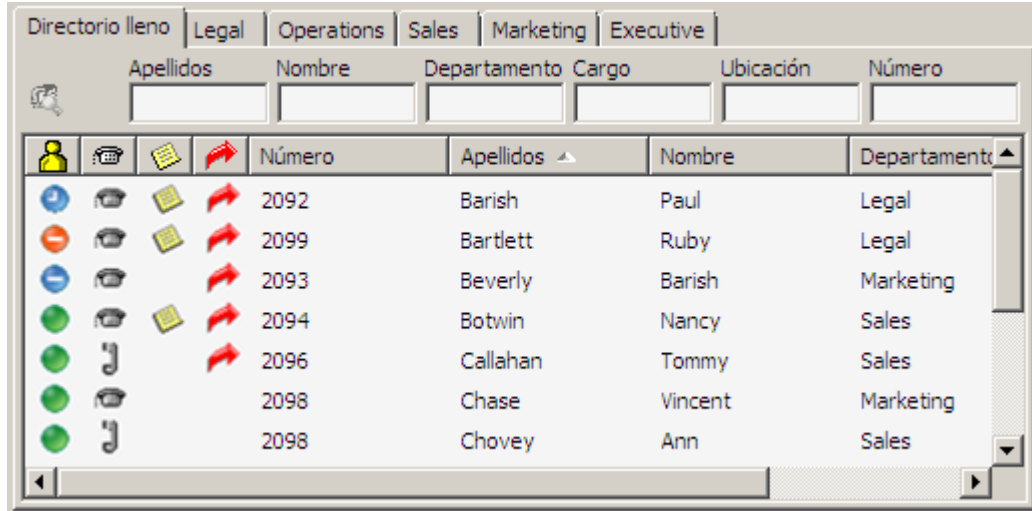 Directorio lleno Legal Operations Sales Marketing Executive
Apellidos Nombre Departamento Cargo Ubicación Número
Número Apellidos Nombre Departamento
2092 Barish Paul Legal
2099 Bartlett Ruby Legal
2093 Beverly Barish Marketing
2094 Botwin Nancy Sales
2096 Callahan Tommy Sales
2098 Chase Vincent Marketing
2098 Chovey Ann Sales